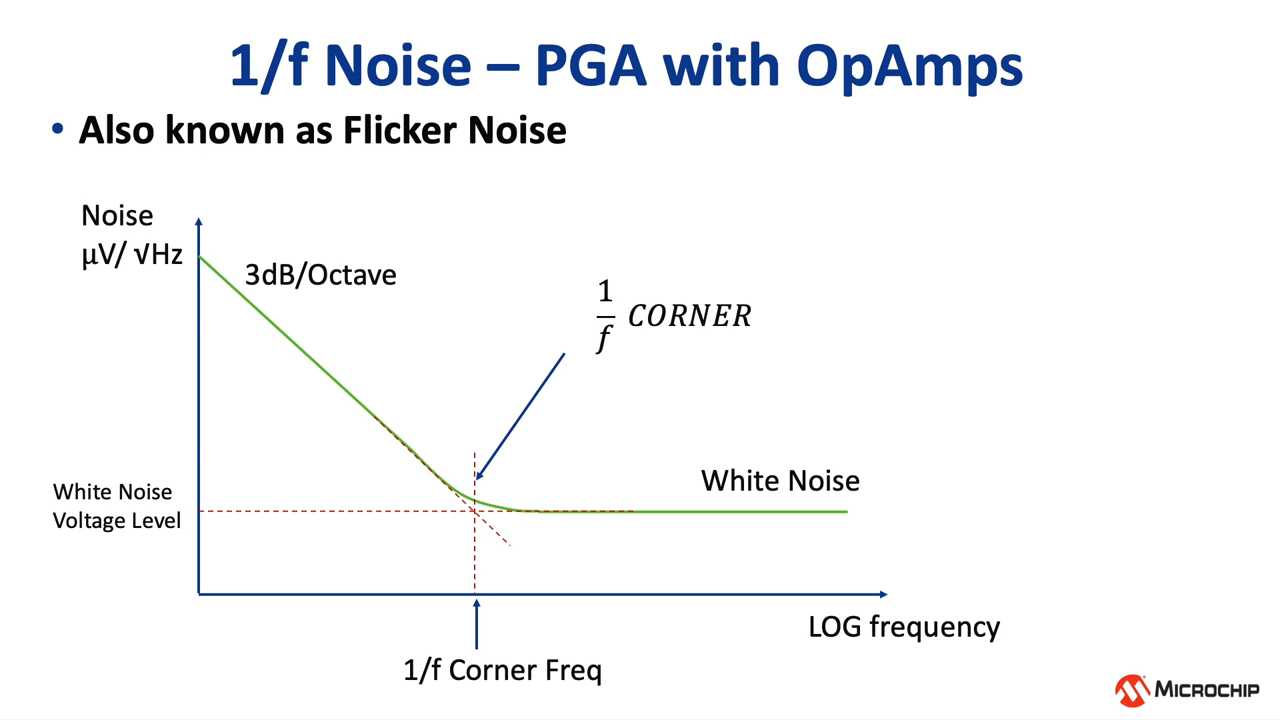 1/f Noise – PGA with OpAmps
• Also known as Flicker Noise
Noise
µV/ √Hz
3dB/Octave
1
f
CORNER
White Noise
White Noise
Voltage Level
LOG frequency
1/f Corner Freq
MICROCHIP